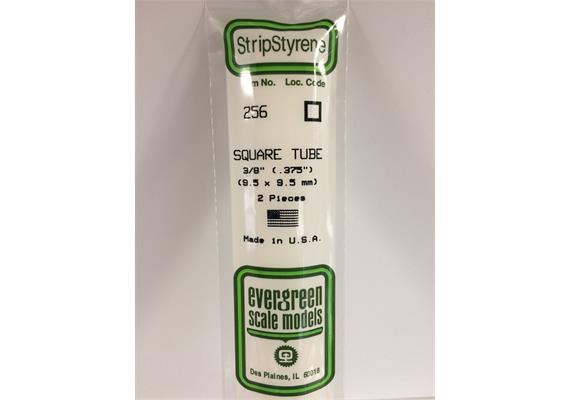 StripStyrene
m No. Loc. Code
256
SQUARE TUBE
3/8" (.375")
(9.5 x 9.5 mm)
2 Pieces
Made in U.S.A.
evergreen
scale models
Des Plaines, IL 60018